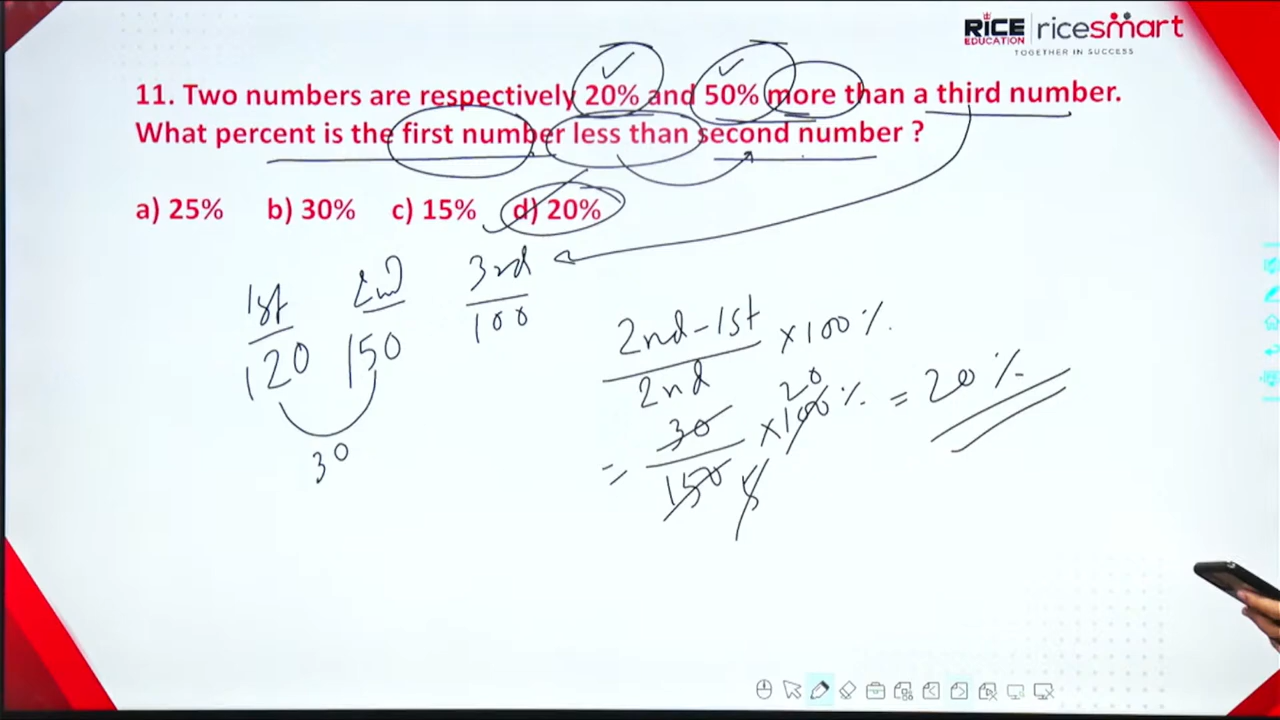 RICE EDUCATION ricesmart
TOGETHER IN SUCCESS
11. Two numbers are respectively 20% and 50% more than a third number.
What percent is the first number less than second number ?
a) 25% b) 30% c) 15% d) 20%
1st 2nd 3rd
120 150 100
30
2nd-1st
2nd
×100%
= 30
150 5
×100% 20
= 20%